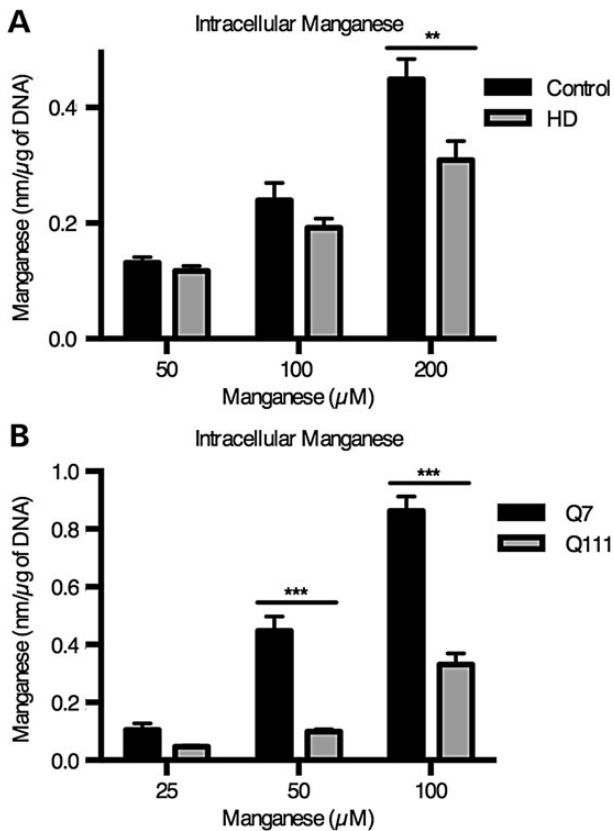 A
Intracellular Manganese
**
Control
HD
Manganese (nm/µg of DNA)
0.4
0.2
0.0
50 100 200
Manganese (µM)
B
Intracellular Manganese
***
***
Q7
Q111
Manganese (nm/µg of DNA)
1.0
0.8
0.6
0.4
0.2
0.0
25 50 100
Manganese (µM)